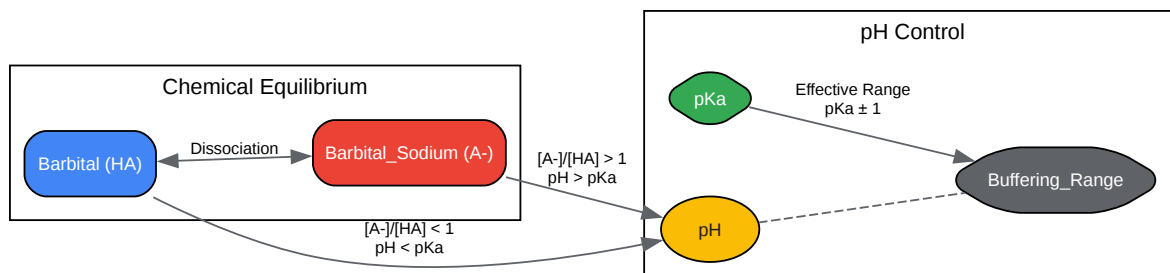 pH Control
Chemical Equilibrium
pKa
Effective Range
pKa ± 1
Barbital (HA)
Dissociation
Barbital_Sodium (A-)
[A-]/[HA] > 1
pH > pKa
Buffering_Range
[A-]/[HA] < 1
pH < pKa
pH